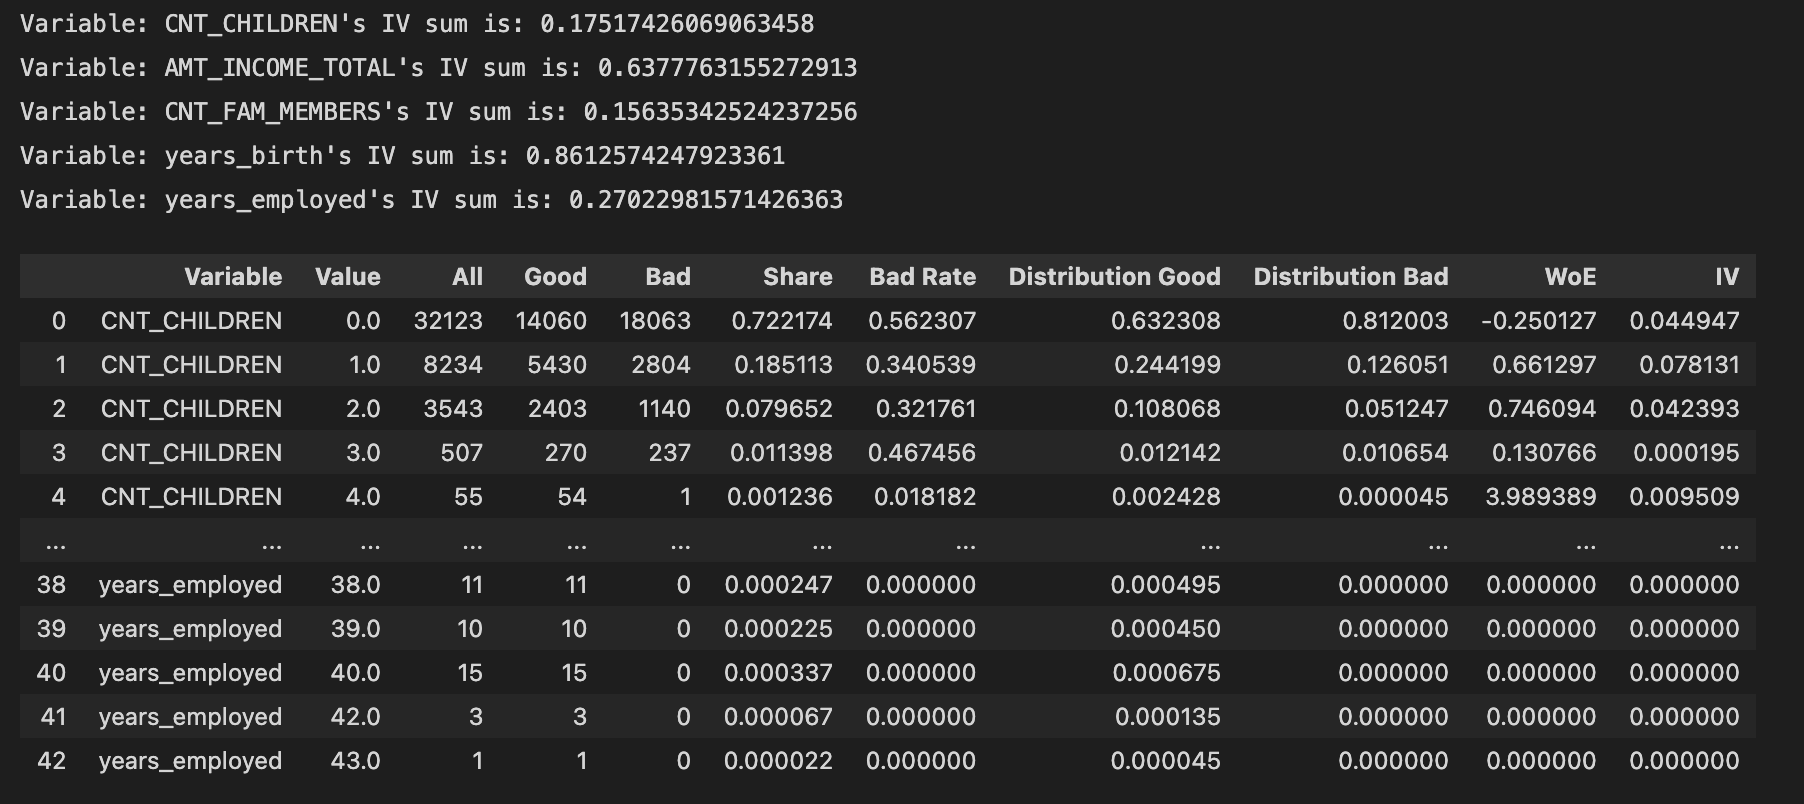 Variable: CNT_CHILDREN's IV sum is: 0.17517426069063458
Variable: AMT_INCOME_TOTAL's IV sum is: 0.6377763155272913
Variable: CNT_FAM_MEMBERS's IV sum is: 0.15635342524237256
Variable: years_birth's IV sum is: 0.8612574247923361
Variable: years_employed's IV sum is: 0.27022981571426363
Variable Value All Good Bad Share Bad Rate Distribution Good Distribution Bad WoE IV
0 CNT_CHILDREN 0.0 32123 14060 18063 0.722174 0.562307 0.632308 0.812003 -0.250127 0.044947
1 CNT_CHILDREN 1.0 8234 5430 2804 0.185113 0.340539 0.244199 0.126051 0.661297 0.078131
2 CNT_CHILDREN 2.0 3543 2403 1140 0.079652 0.321761 0.108068 0.051247 0.746094 0.042393
3 CNT_CHILDREN 3.0 507 270 237 0.011398 0.467456 0.012142 0.010654 0.130766 0.000195
4 CNT_CHILDREN 4.0 55 54 1 0.001236 0.018182 0.002428 0.000045 3.989389 0.009509
... ... ... ... ... ... ... ... ... ... ... ...
38 years_employed 38.0 11 11 0 0.000247 0.000000 0.000495 0.000000 0.000000 0.000000
39 years_employed 39.0 10 10 0 0.000225 0.000000 0.000450 0.000000 0.000000 0.000000
40 years_employed 40.0 15 15 0 0.000337 0.000000 0.000675 0.000000 0.000000 0.000000
41 years_employed 42.0 3 3 0 0.000067 0.000000 0.000135 0.000000 0.000000 0.000000
42 years_employed 43.0 1 1 0 0.000022 0.000000 0.000045 0.000000 0.000000 0.000000